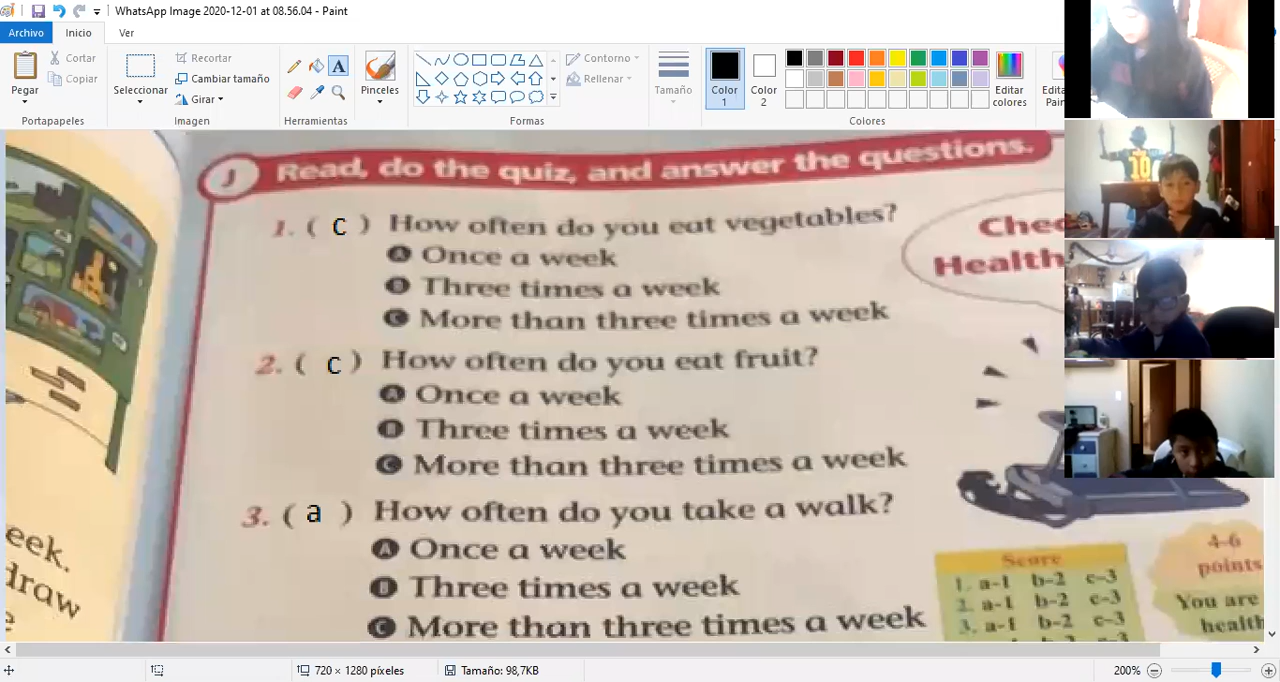 WhatsApp Image 2020-12-01 at 08.56.04 - Paint
Archivo Inicio Ver
Pegar
Cortar
Copiar
Portapapeles
Seleccionar
Recortar
Cambiar tamaño
Girar
Imagen
A
Herramientas
Pinceles
Contorno
Rellenar
Formas
Tamaño
Color 1
Color 2
Editar colores
Colores
J Read, do the quiz, and answer the questions.
1. ( c ) How often do you eat vegetables?
A Once a week
B Three times a week
C More than three times a week
2. ( c ) How often do you eat fruit?
A Once a week
B Three times a week
C More than three times a week
3. ( a ) How often do you take a walk?
A Once a week
B Three times a week
C More than three times a week
Health
Score
1. a-1 b-2 c-3
2. a-1 b-2 c-3
3. a-1 b-2 c-3
4-6
points
You are
10
720 × 1280 píxeles
Tamaño: 98,7KB
200%